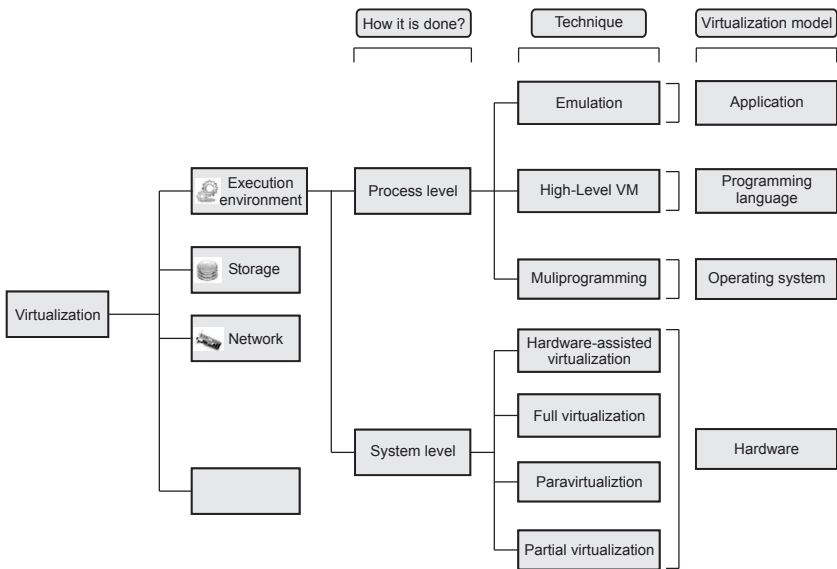 How it is done?
Technique
Virtualization model
Emulation
Application
Execution
environment
Process level
High-Level VM
Programming
language
Storage
Muliprogramming
Operating system
Virtualization
Network
Hardware-assisted
virtualization
Full virtualization
System level
Hardware
Paravirtualiztion
Partial virtualization